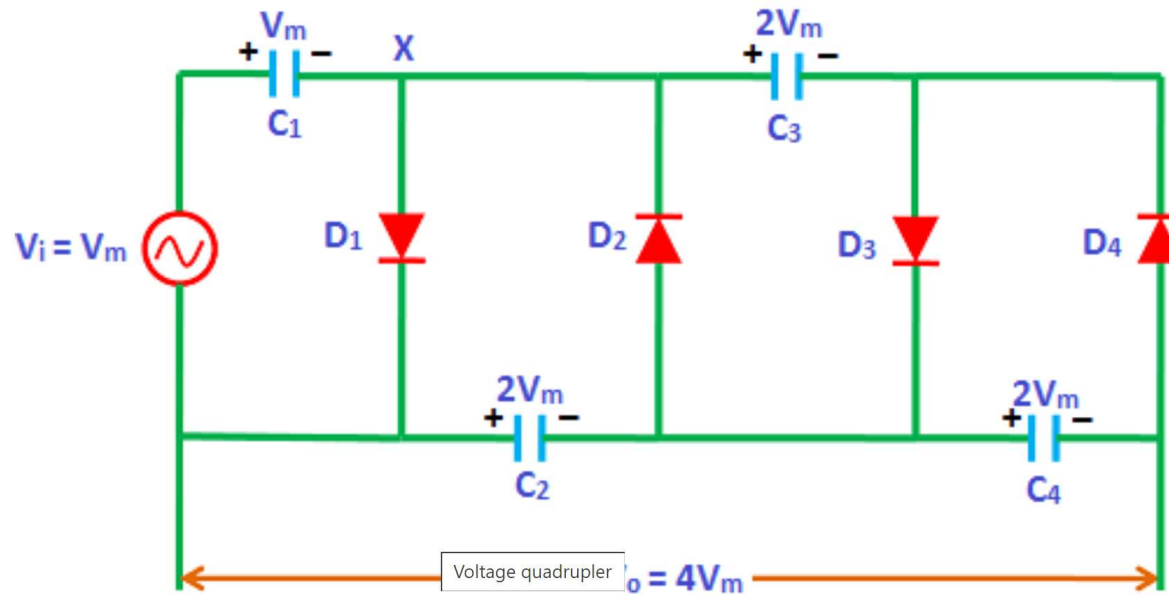 Vm
+ −
X
2Vm
+ −
C1
C3
Vi = Vm
D1
D2
D3
D4
2Vm
+ −
2Vm
+ −
C2
C4
Voltage quadrupler
o = 4Vm